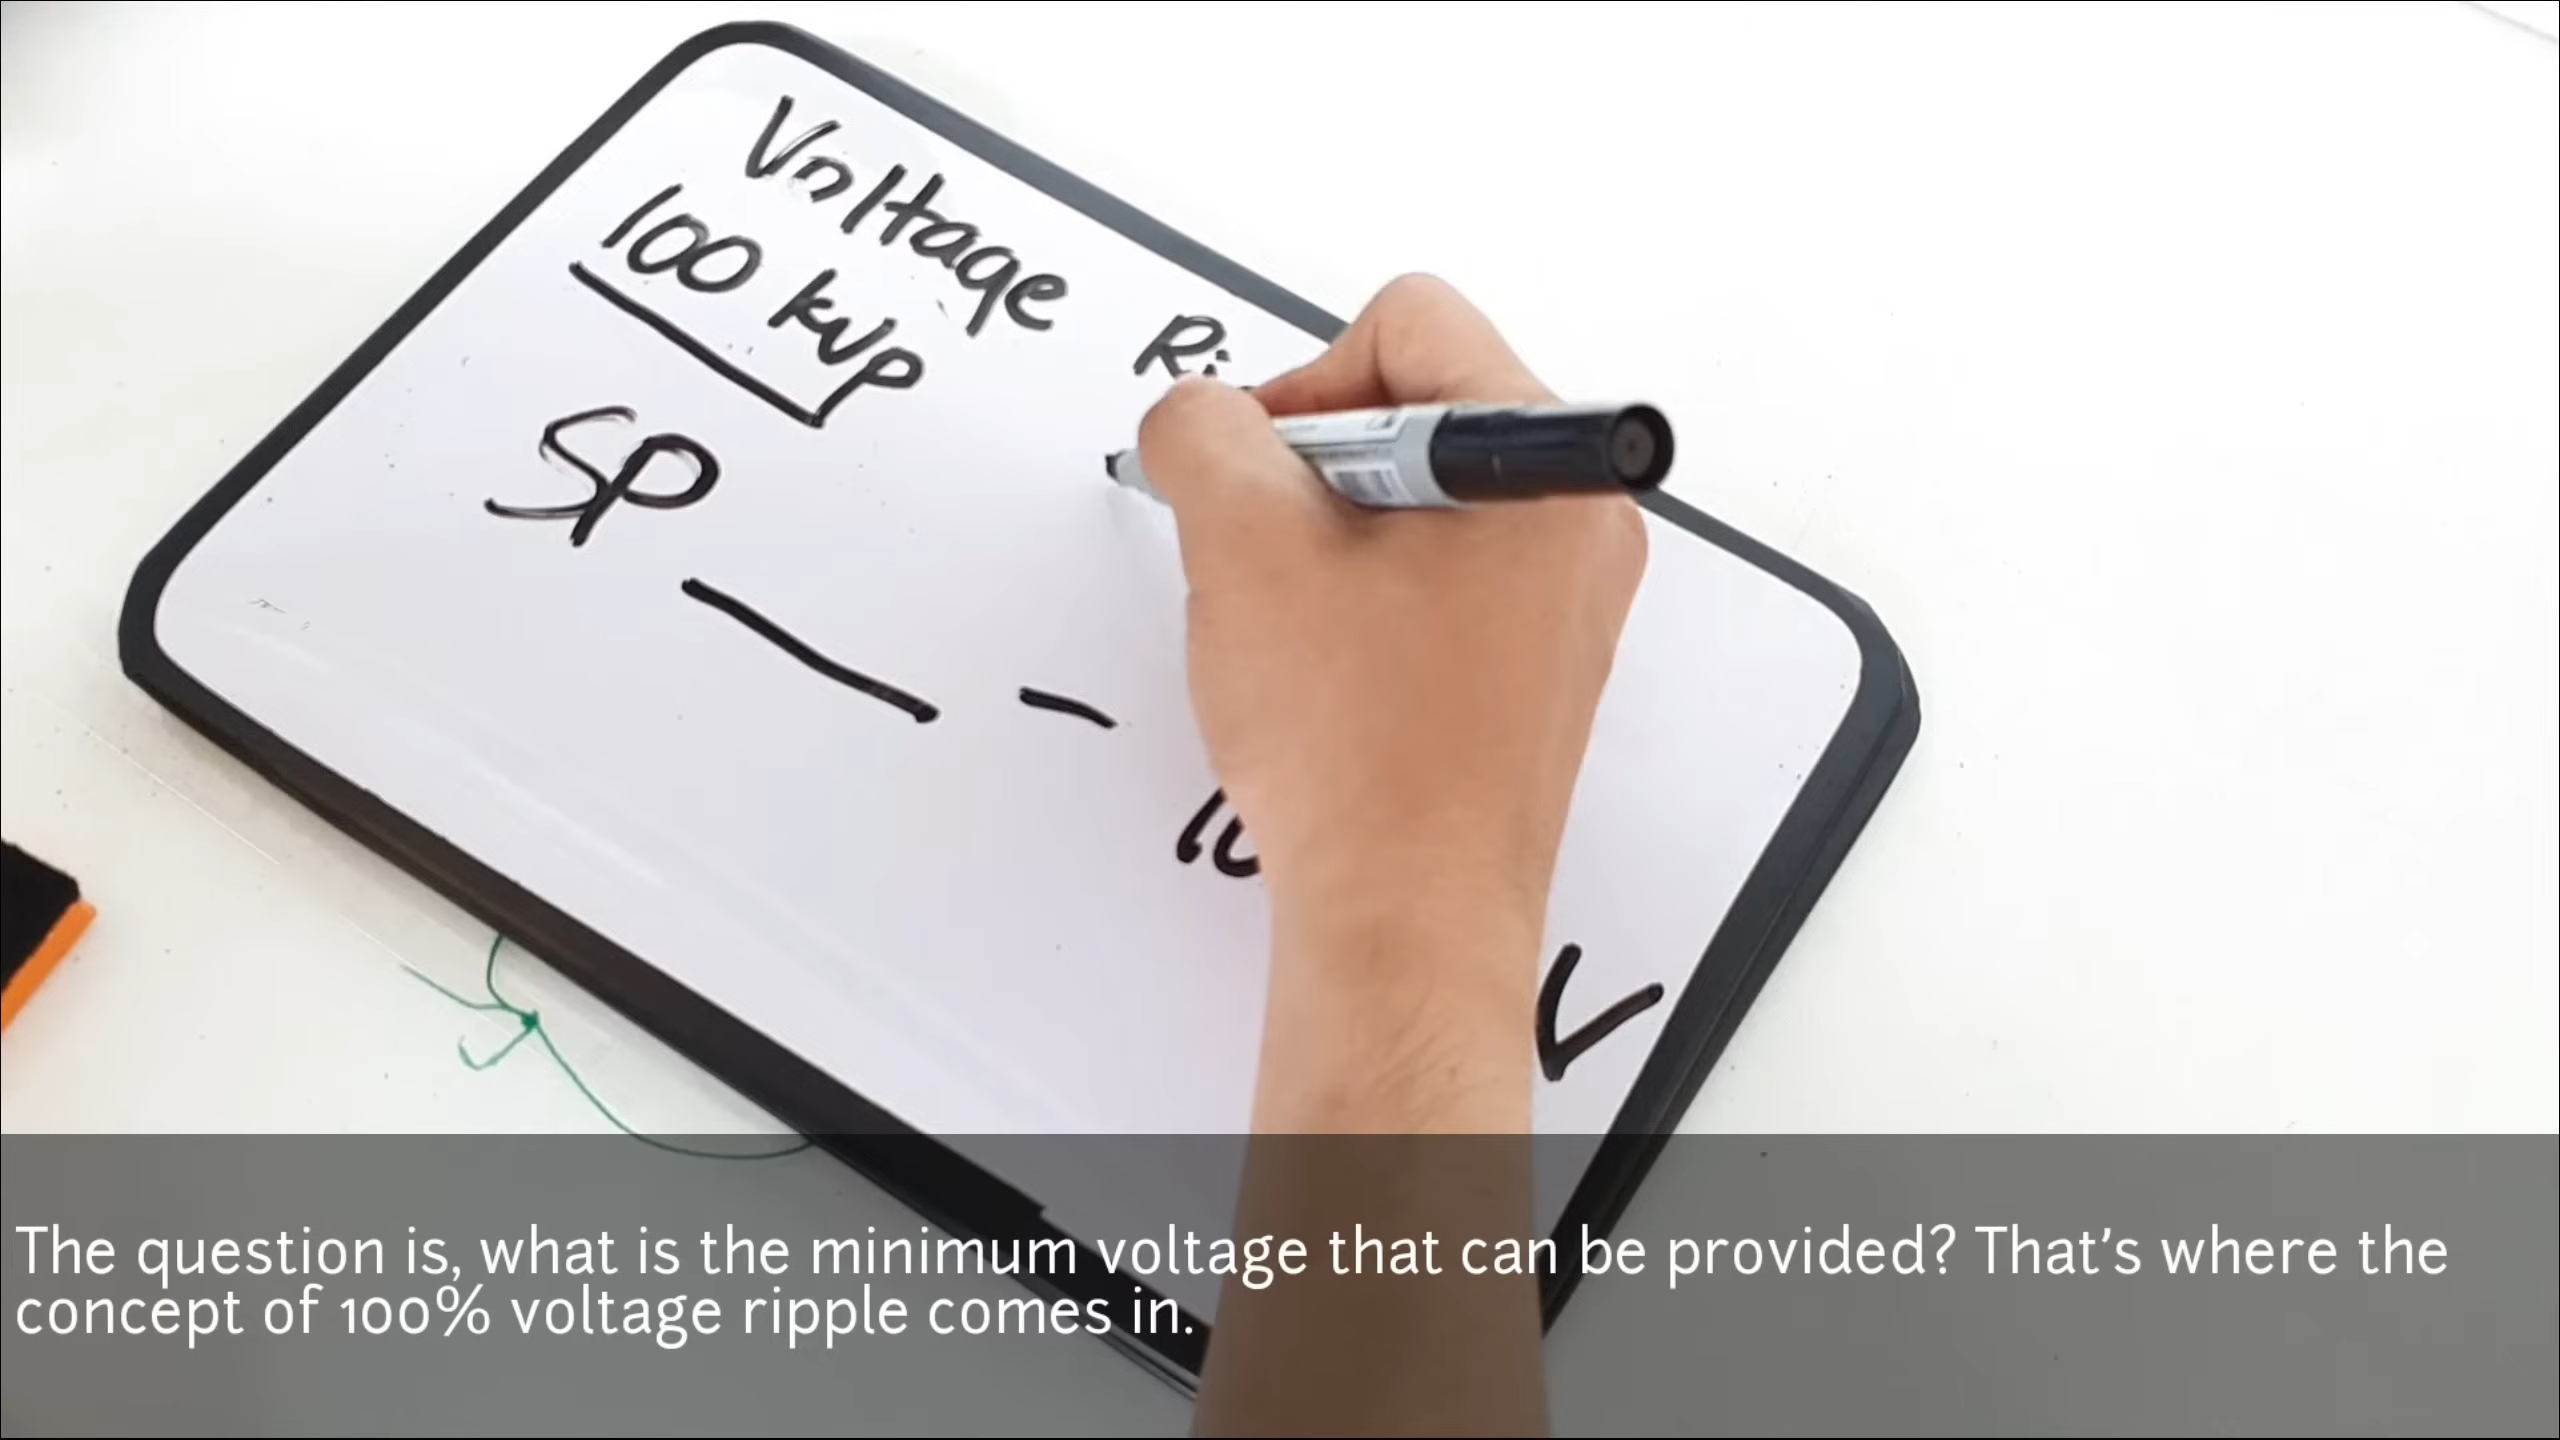 Voltage Ri
100 kVp
SP
V
The question is, what is the minimum voltage that can be provided? That's where the
concept of 100% voltage ripple comes in.